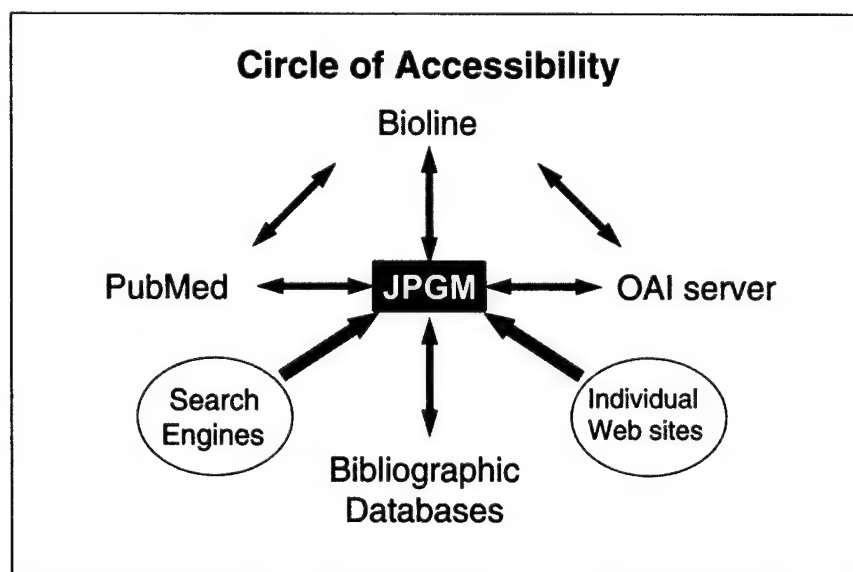 Circle of Accessibility
Bioline
PubMed
JPGM
OAI server
Search
Engines
Individual
Web sites
Bibliographic
Databases